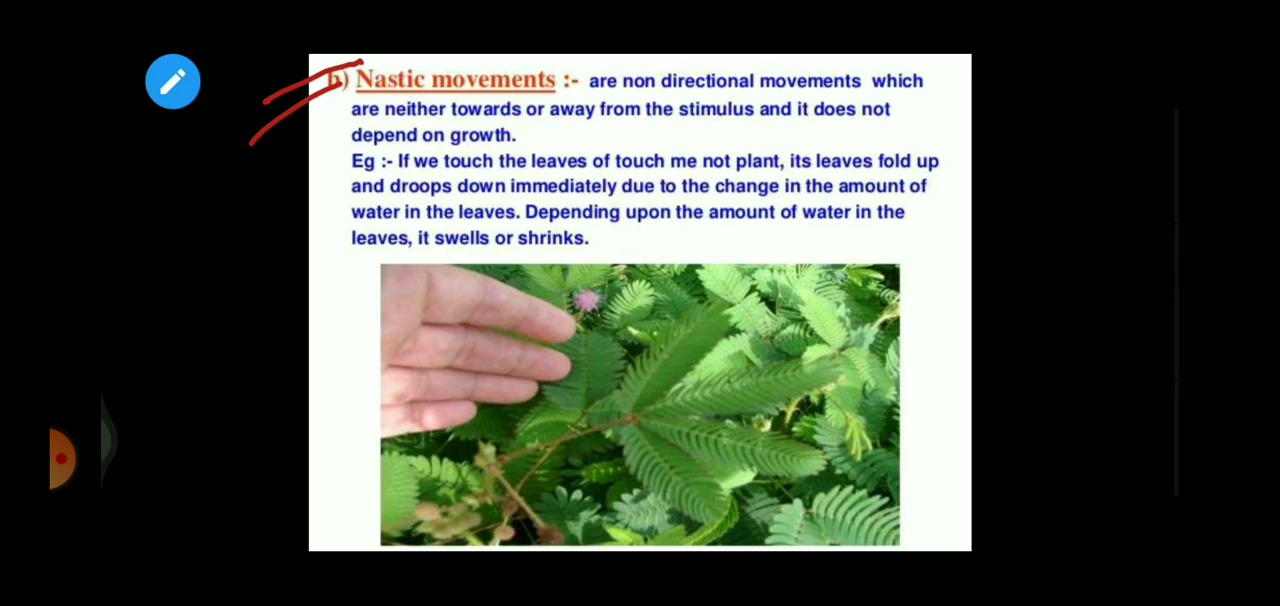 b) Nastic movements :- are non directional movements which
are neither towards or away from the stimulus and it does not
depend on growth.
Eg :- If we touch the leaves of touch me not plant, its leaves fold up
and droops down immediately due to the change in the amount of
water in the leaves. Depending upon the amount of water in the
leaves, it swells or shrinks.